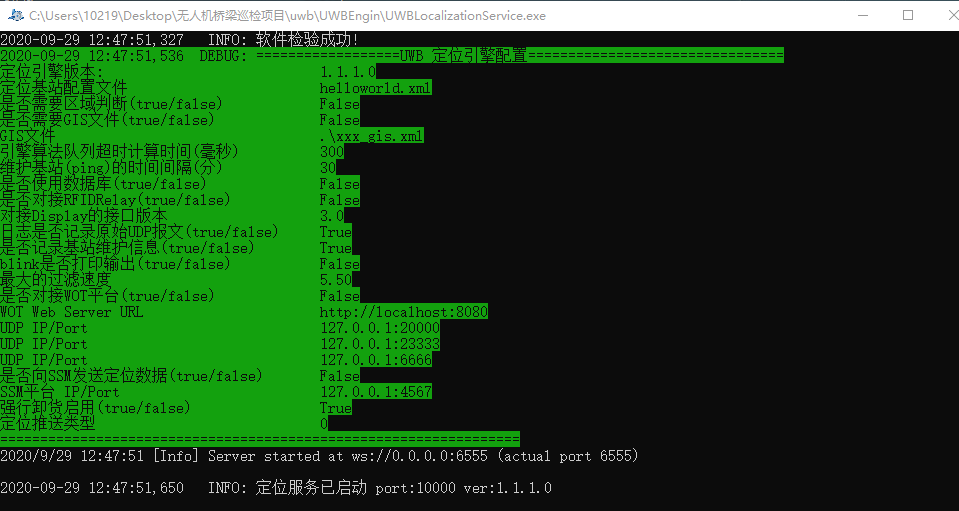 C:\Users\10219\Desktop\无人机桥梁巡检项目\uwb\UWBEngin\UWBLocalizationService.exe
2020-09-29 12:47:51,327 INFO: 软件检验成功!
2020-09-29 12:47:51,536 DEBUG: ==================UWB 定位引擎配置================================
定位引擎版本: 1.1.1.0
定位基站配置文件 helloworld.xml
是否需要区域判断(true/false) False
是否需要GIS文件(true/false) False
GIS文件 .\xxx_gis.xml
引擎算法队列超时计算时间(毫秒) 300
维护基站(ping)的时间间隔(分) 30
是否使用数据库(true/false) False
是否对接RFIDRelay(true/false) False
对接Display的接口版本 3.0
日志是否记录原始UDP报文(true/false) True
是否记录基站维护信息(true/false) True
blink是否打印输出(true/false) False
最大的过滤速度 5.50
是否对接WOT平台(true/false) False
WOT Web Server URL http://localhost:8080
UDP IP/Port 127.0.0.1:20000
UDP IP/Port 127.0.0.1:23333
UDP IP/Port 127.0.0.1:6666
是否向SSM发送定位数据(true/false) False
SSM平台 IP/Port 127.0.0.1:4567
强行卸货启用(true/false) True
定位推送类型 0
=================================================================
2020/9/29 12:47:51 [Info] Server started at ws://0.0.0.0:6555 (actual port 6555)
2020-09-29 12:47:51,650 INFO: 定位服务已启动 port:10000 ver:1.1.1.0